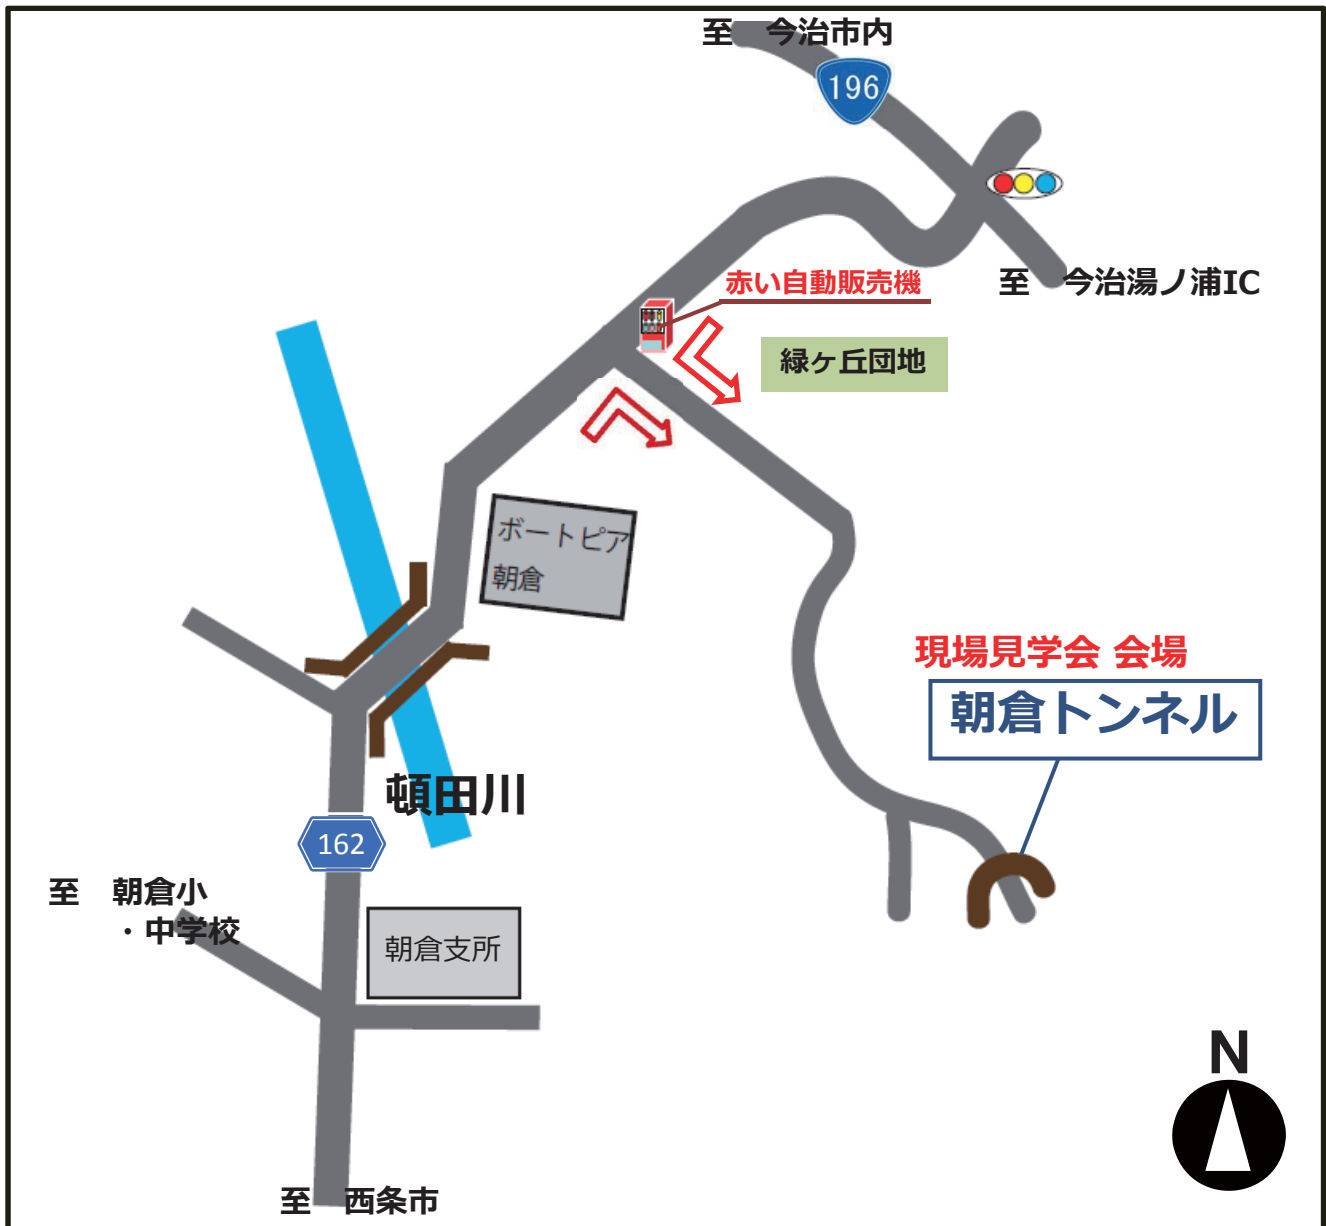 至　今治市内
196
赤い自動販売機
至　今治湯ノ浦IC
緑ヶ丘団地
ボートピア
朝倉
現場見学会 会場
朝倉トンネル
頓田川
162
至　朝倉小
・中学校
朝倉支所
N
至　西条市